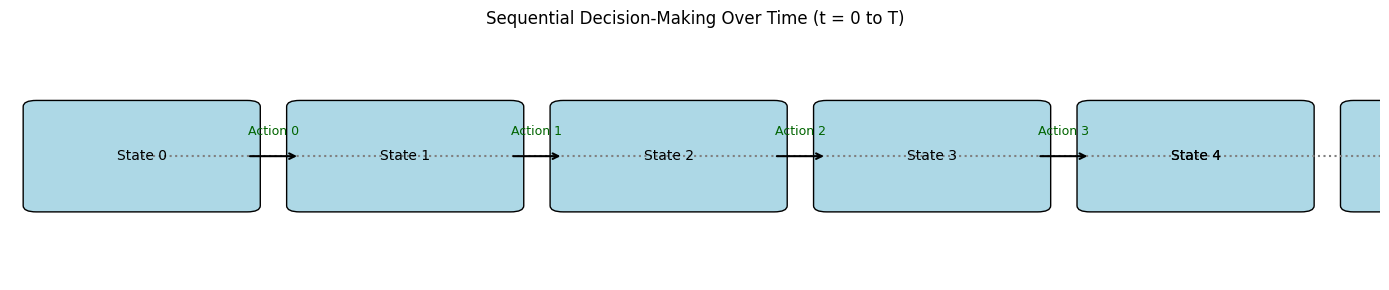 Sequential Decision-Making Over Time (t = 0 to T)
Action 0
Action 1
Action 2
Action 3
State 0
State 1
State 2
State 3
State 4